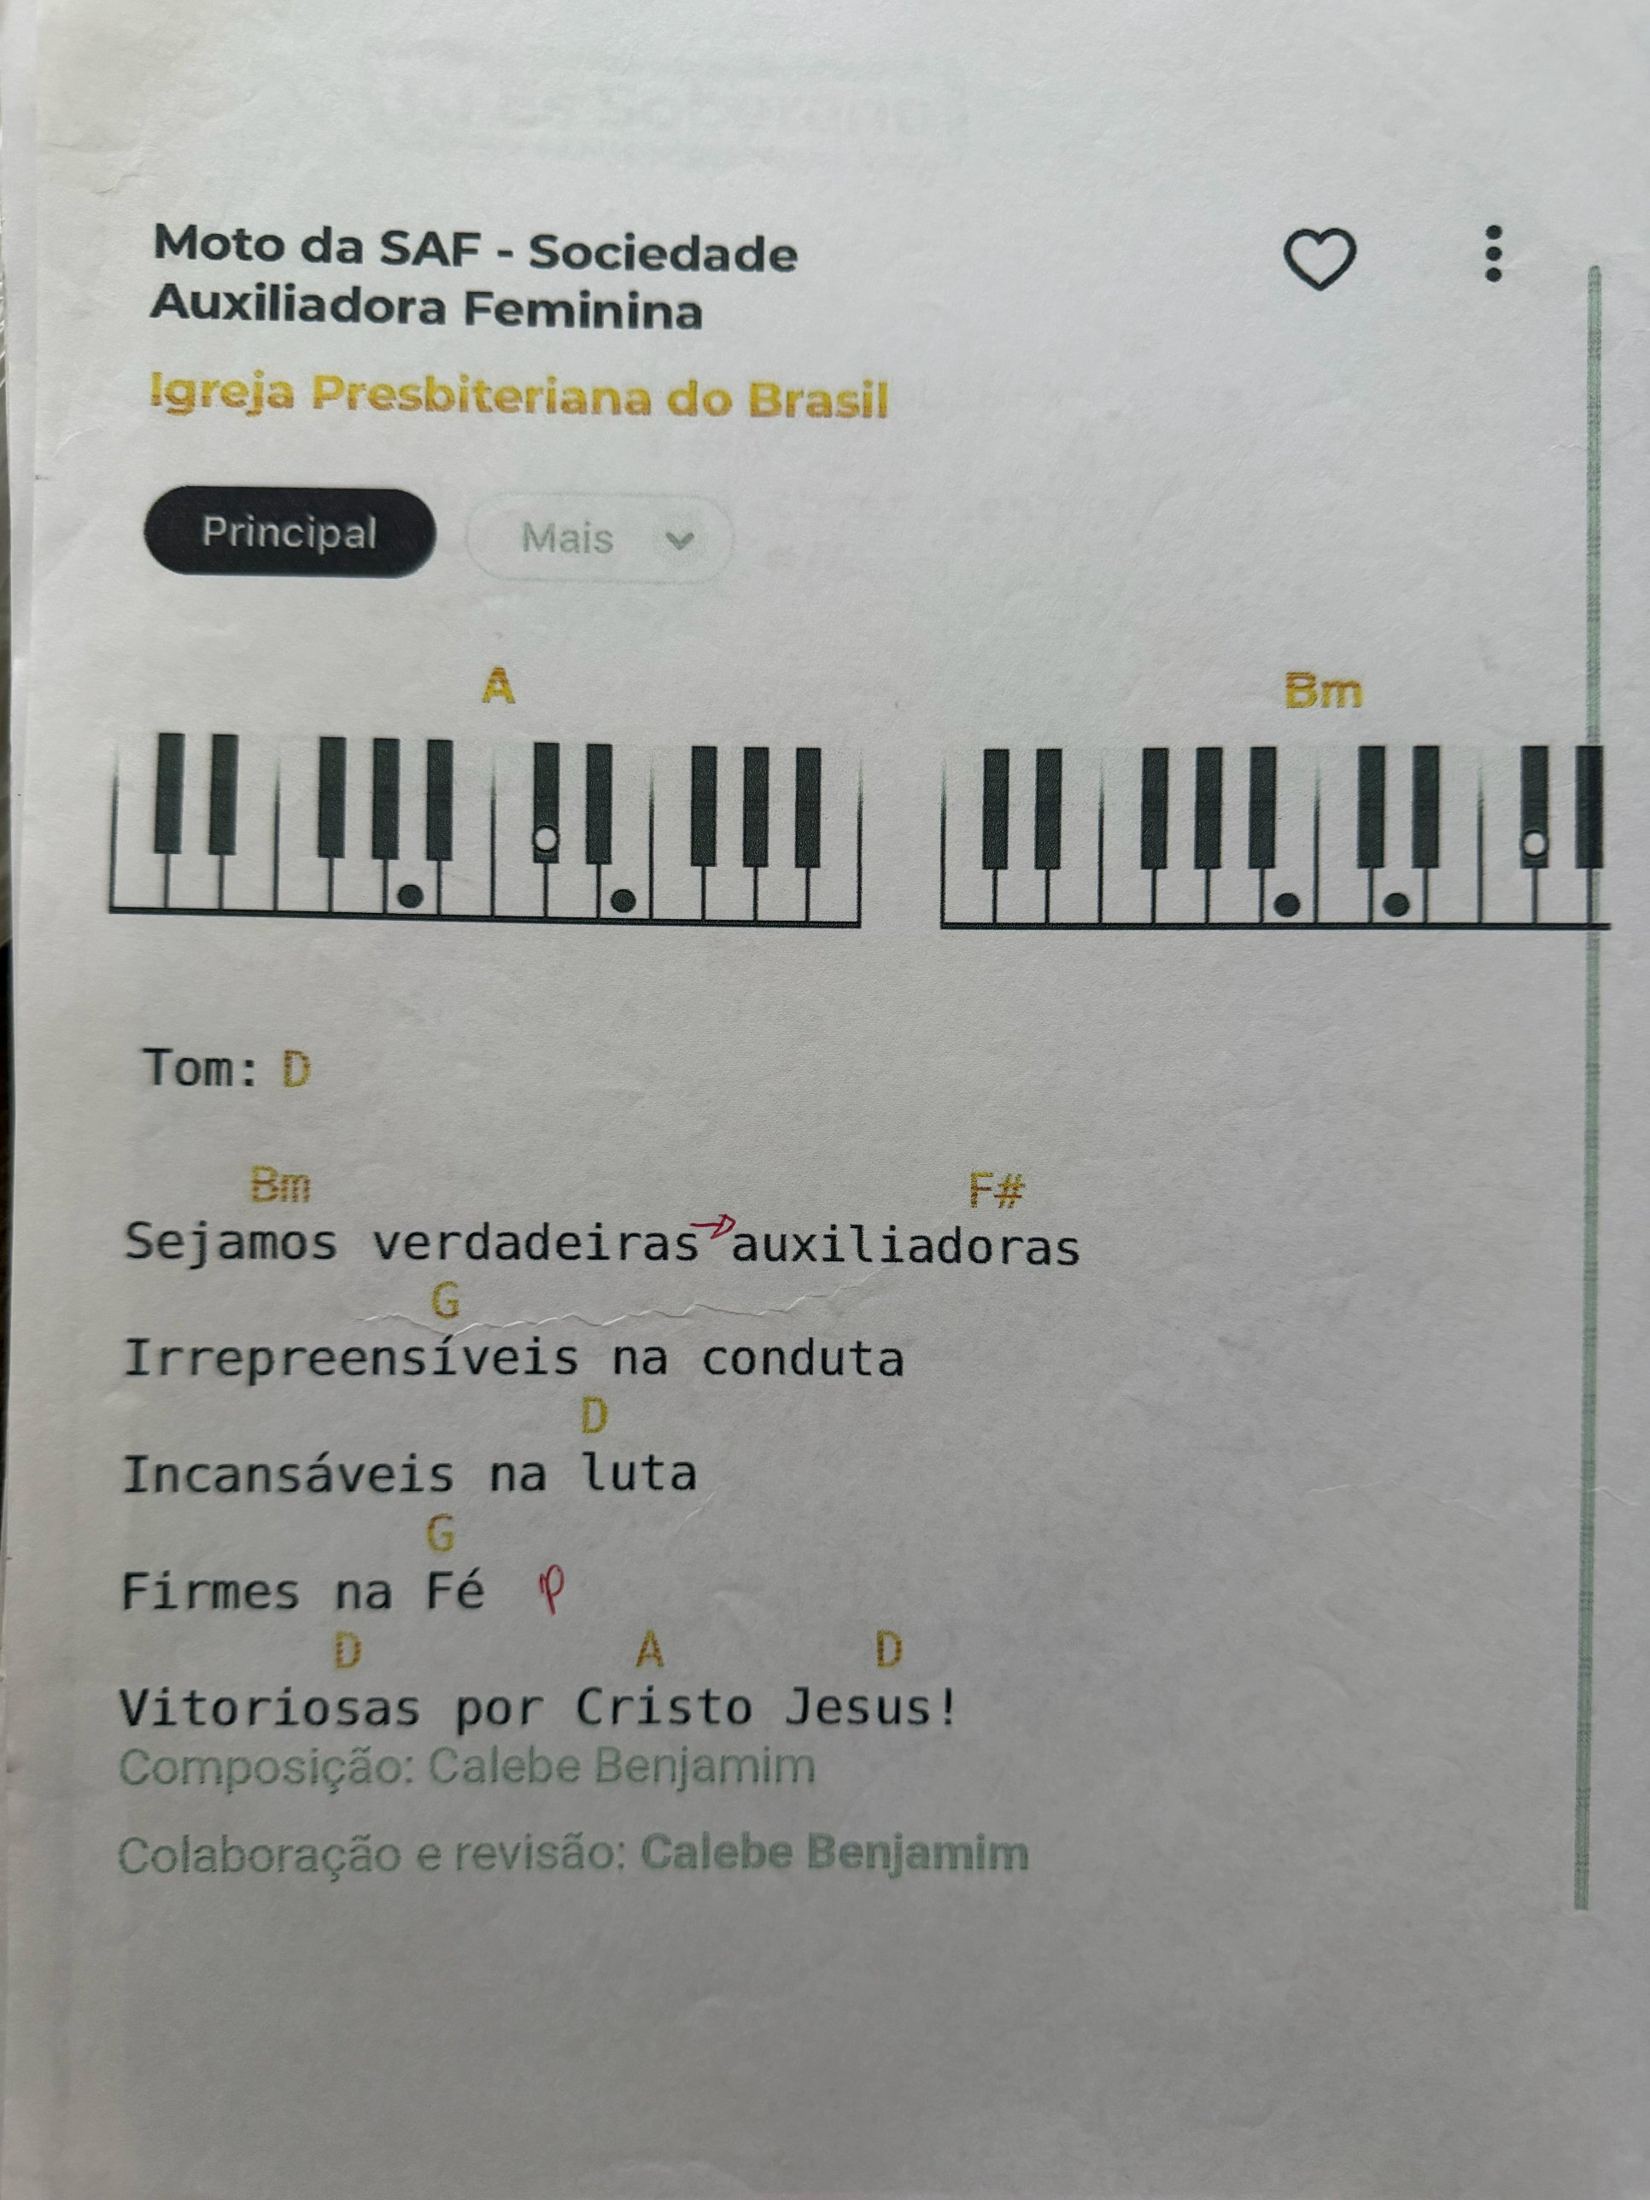 Moto da SAF - Sociedade
Auxiliadora Feminina
Igreja Presbiteriana do Brasil
Principal Mais
A Bm
Tom: D
Bm F#
Sejamos verdadeiras auxiliadoras
G
Irrepreensíveis na conduta
D
Incansáveis na luta
G
Firmes na Fé
D A D
Vitoriosas por Cristo Jesus!
Composição: Calebe Benjamim
Colaboração e revisão: Calebe Benjamim